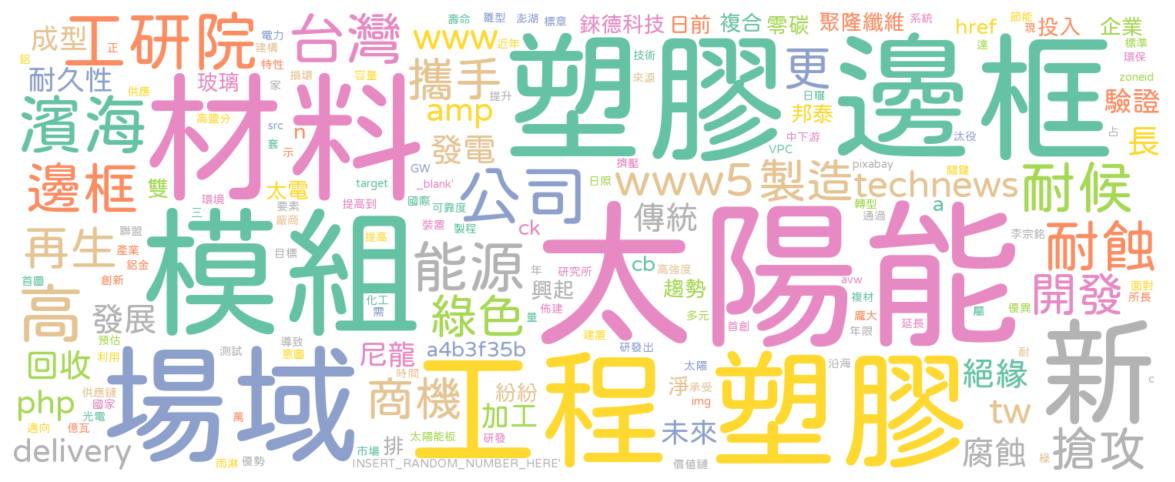 成型 工研院 台灣 www 近年 壽命 雛型 澎湖 標章 錸德科技 日前 複合 零碳 聚隆纖維 系統 href 節能 現 投入 企業
電力 建構 正 特性 技術 來源 更 達 標準 環保
耐久性 玻璃 損壞 容量 攜手 塑膠邊框 zoneid
鋁 供應 家 提升 amp 日曬 邦泰 占 驗證
濱海 材料 高鹽分 src n 套 示 發電 中下游 汰役 長
VPC 擠壓 pixabay 關鍵
邊框 雙 環境 太電 target _blank' GW 公司 日照 www5 製造 technews 耐候
要素 提高到 國際 可靠度 轉型 a
三 廠商 裝置 製程 ck 傳統 通過 李宗銘
再生 聯盟 產業 鋁金 創新 模組 目標 提高 能源 年 研究所 cb 高強度 太陽能 avw 耐蝕
首圖 高 化工 需 佈建 興起 趨勢 複材 屬 優異 開發 面對 所長
發展 綠色 量 多元 首創 龐大 年限 延長
預估 建置 新
回收 利用 場域 測試 導致 意圖 尼龍 a4b3f35b 研發出 太陽 沿海 耐
供應鏈 時間 工程塑膠 淨 承受 絕緣 c
php 國家 光電 萬 商機 紛紛 img tw
邁向 億瓦 加工 未來
delivery 市場 排 太陽能板 研發 腐蝕 搶攻
雨淋 優勢 INSERT_RANDOM_NUMBER_HERE' 價值鏈 綠